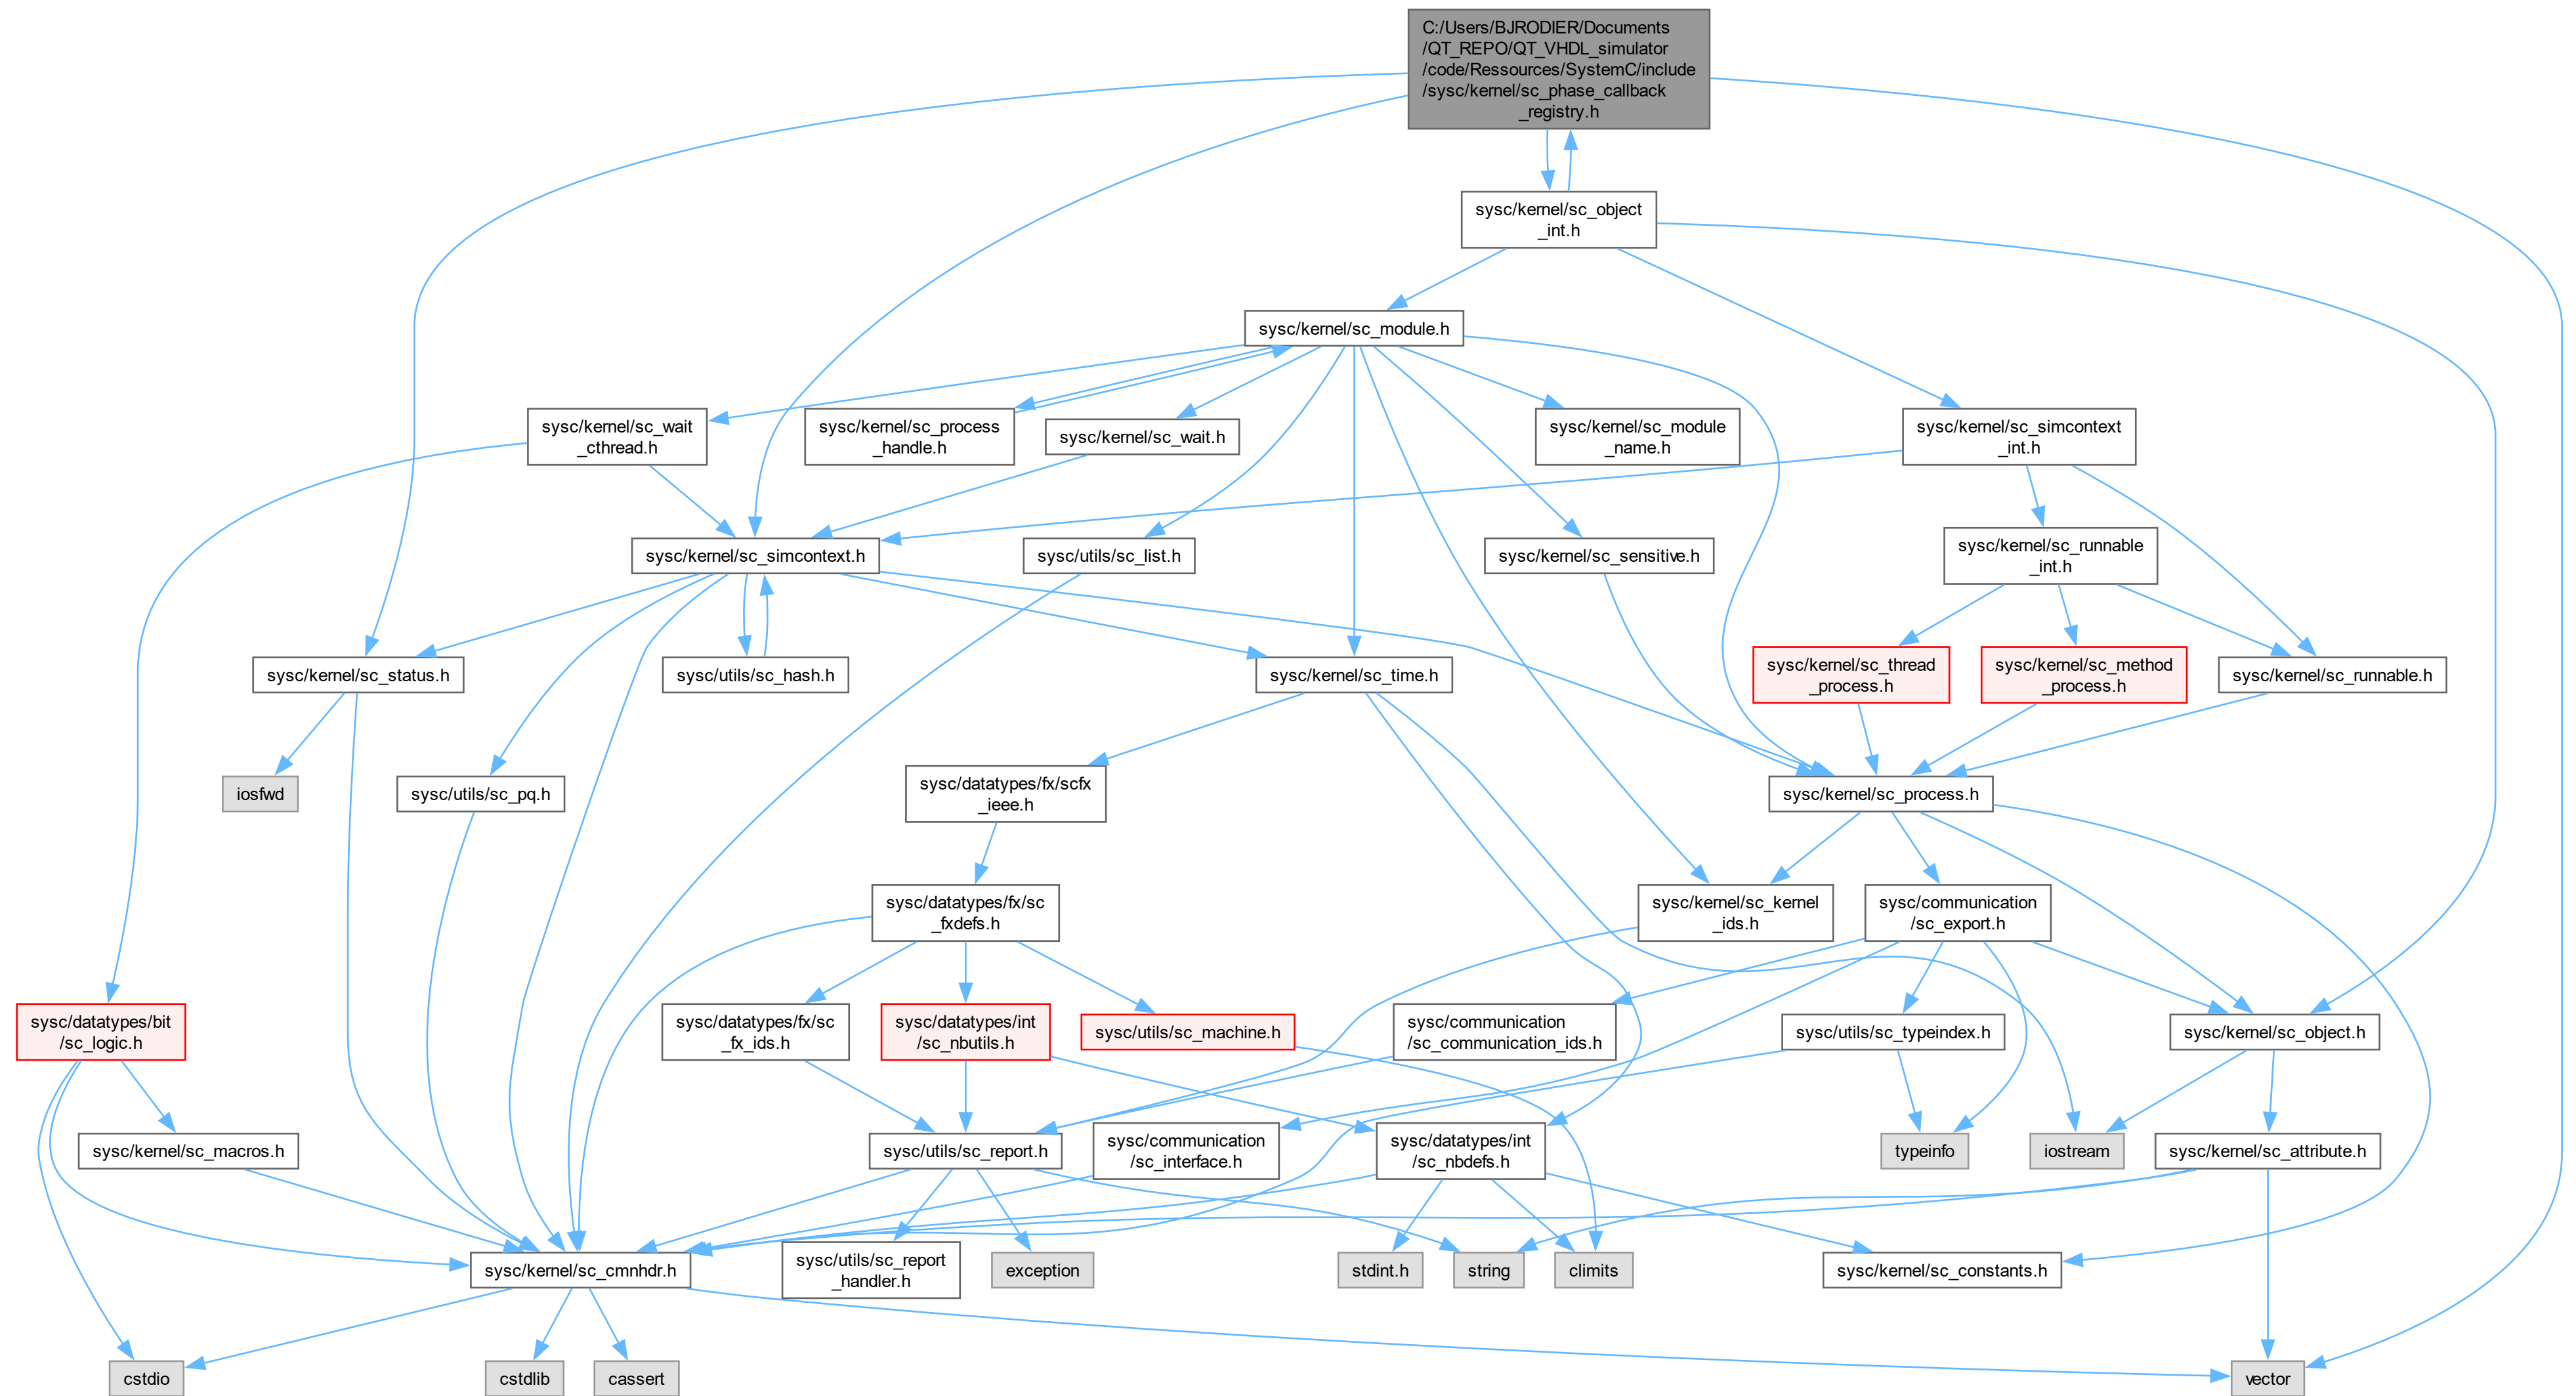 C:/Users/BJRODIER/Documents
/QT_REPO/QT_VHDL_simulator
/code/Ressources/SystemC/include
/sysc/kernel/sc_phase_callback
_registry.h
sysc/kernel/sc_object
_int.h
sysc/kernel/sc_module.h
sysc/kernel/sc_wait
_cthread.h
sysc/kernel/sc_process
_handle.h
sysc/kernel/sc_wait.h
sysc/kernel/sc_module
_name.h
sysc/kernel/sc_simcontext
_int.h
sysc/kernel/sc_simcontext.h
sysc/utils/sc_list.h
sysc/kernel/sc_sensitive.h
sysc/kernel/sc_runnable
_int.h
sysc/kernel/sc_status.h
sysc/utils/sc_hash.h
sysc/kernel/sc_time.h
sysc/kernel/sc_thread
_process.h
sysc/kernel/sc_method
_process.h
sysc/kernel/sc_runnable.h
iosfwd
sysc/utils/sc_pq.h
sysc/datatypes/fx/scfx
_ieee.h
sysc/kernel/sc_process.h
sysc/datatypes/fx/sc
_fxdefs.h
sysc/kernel/sc_kernel
_ids.h
sysc/communication
/sc_export.h
sysc/datatypes/bit
/sc_logic.h
sysc/datatypes/fx/sc
_fx_ids.h
sysc/datatypes/int
/sc_nbutils.h
sysc/utils/sc_machine.h
sysc/communication
/sc_communication_ids.h
sysc/utils/sc_typeindex.h
sysc/kernel/sc_object.h
sysc/kernel/sc_macros.h
sysc/utils/sc_report.h
sysc/communication
/sc_interface.h
sysc/datatypes/int
/sc_nbdefs.h
typeinfo
iostream
sysc/kernel/sc_attribute.h
sysc/kernel/sc_cmnhdr.h
sysc/utils/sc_report
_handler.h
exception
stdint.h
string
climits
sysc/kernel/sc_constants.h
cstdio
cstdlib
cassert
vector